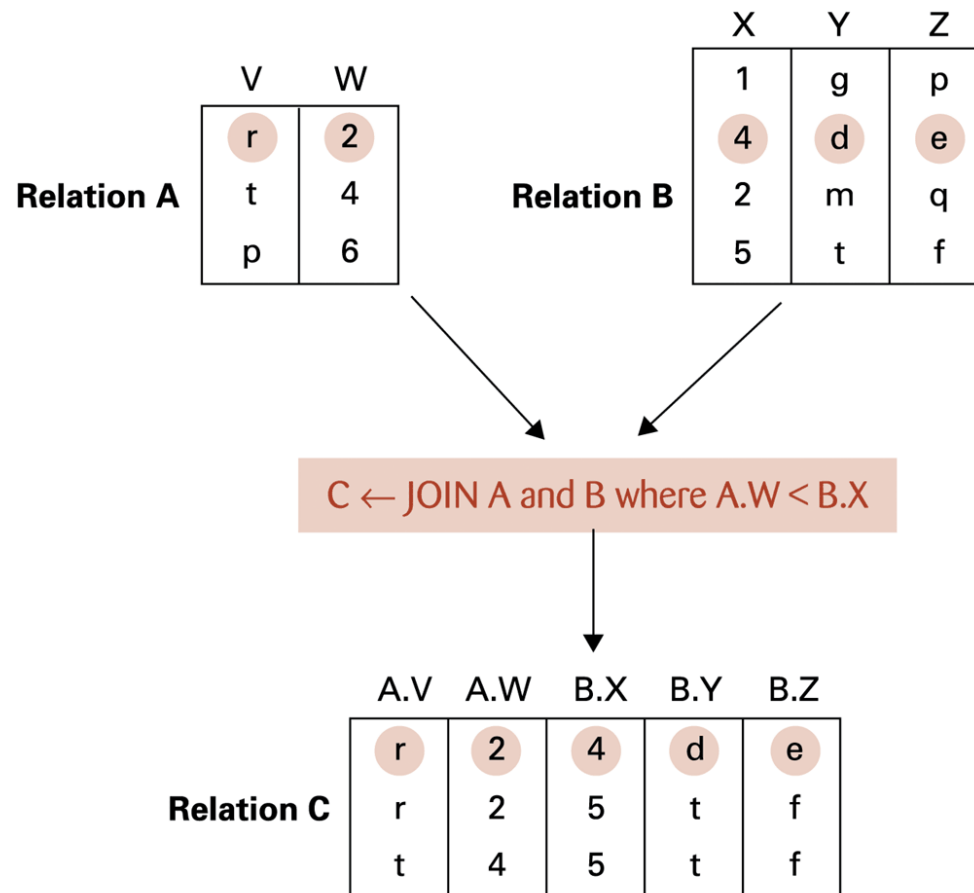 V W
r 2
Relation A t 4
p 6
X Y Z
1 g p
4 d e
Relation B 2 m q
5 t f
C ← JOIN A and B where A.W < B.X
A.V A.W B.X B.Y B.Z
r 2 4 d e
Relation C r 2 5 t f
t 4 5 t f